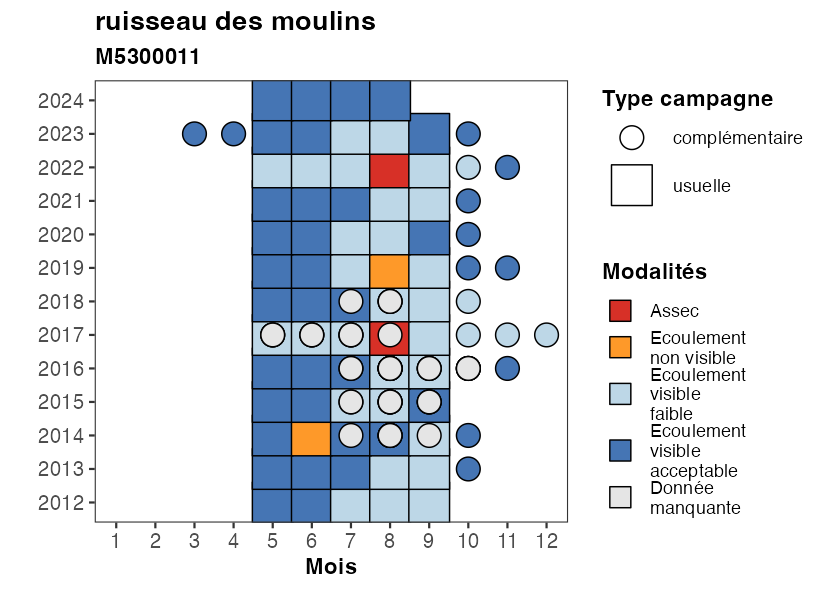 ruisseau des moulins
M5300011
2024
2023
2022
2021
2020
2019
2018
2017
2016
2015
2014
2013
2012
1 2 3 4 5 6 7 8 9 10 11 12
Mois
Type campagne
complémentaire
usuelle
Modalités
Assec
Ecoulement
non visible
Ecoulement
visible
faible
Ecoulement
visible
acceptable
Donnée
manquante